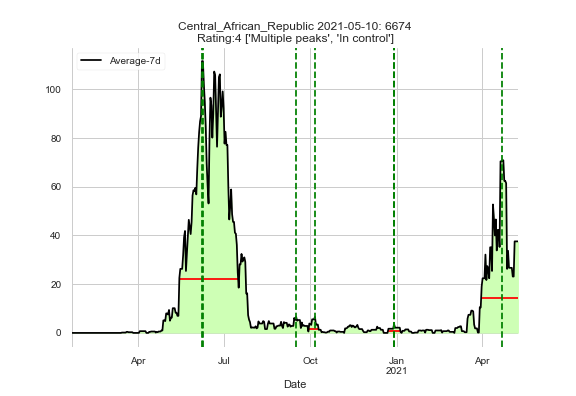 Central_African_Republic 2021-05-10: 6674
Rating:4 ['Multiple peaks', 'In control']
Average-7d
100
80
60
40
20
0
Apr Jul Oct Jan Apr
2021
Date